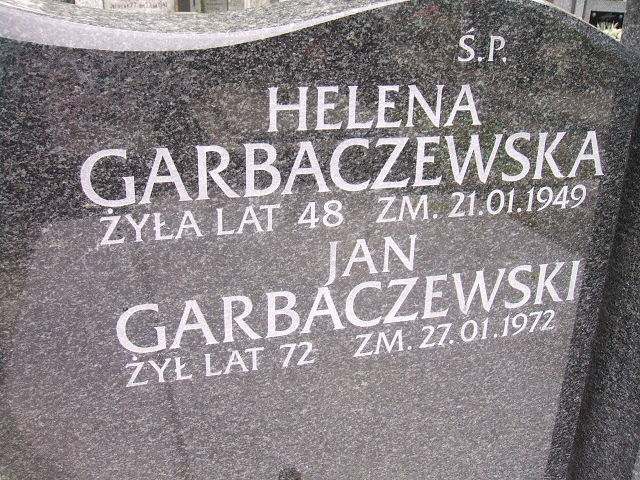 Ś.P.
HELENA
GARBACZEWSKA
ŻYŁA LAT 48 ZM. 21.01.1949
JAN
GARBACZEWSKI
ŻYŁ LAT 72 ZM. 27.01.1972